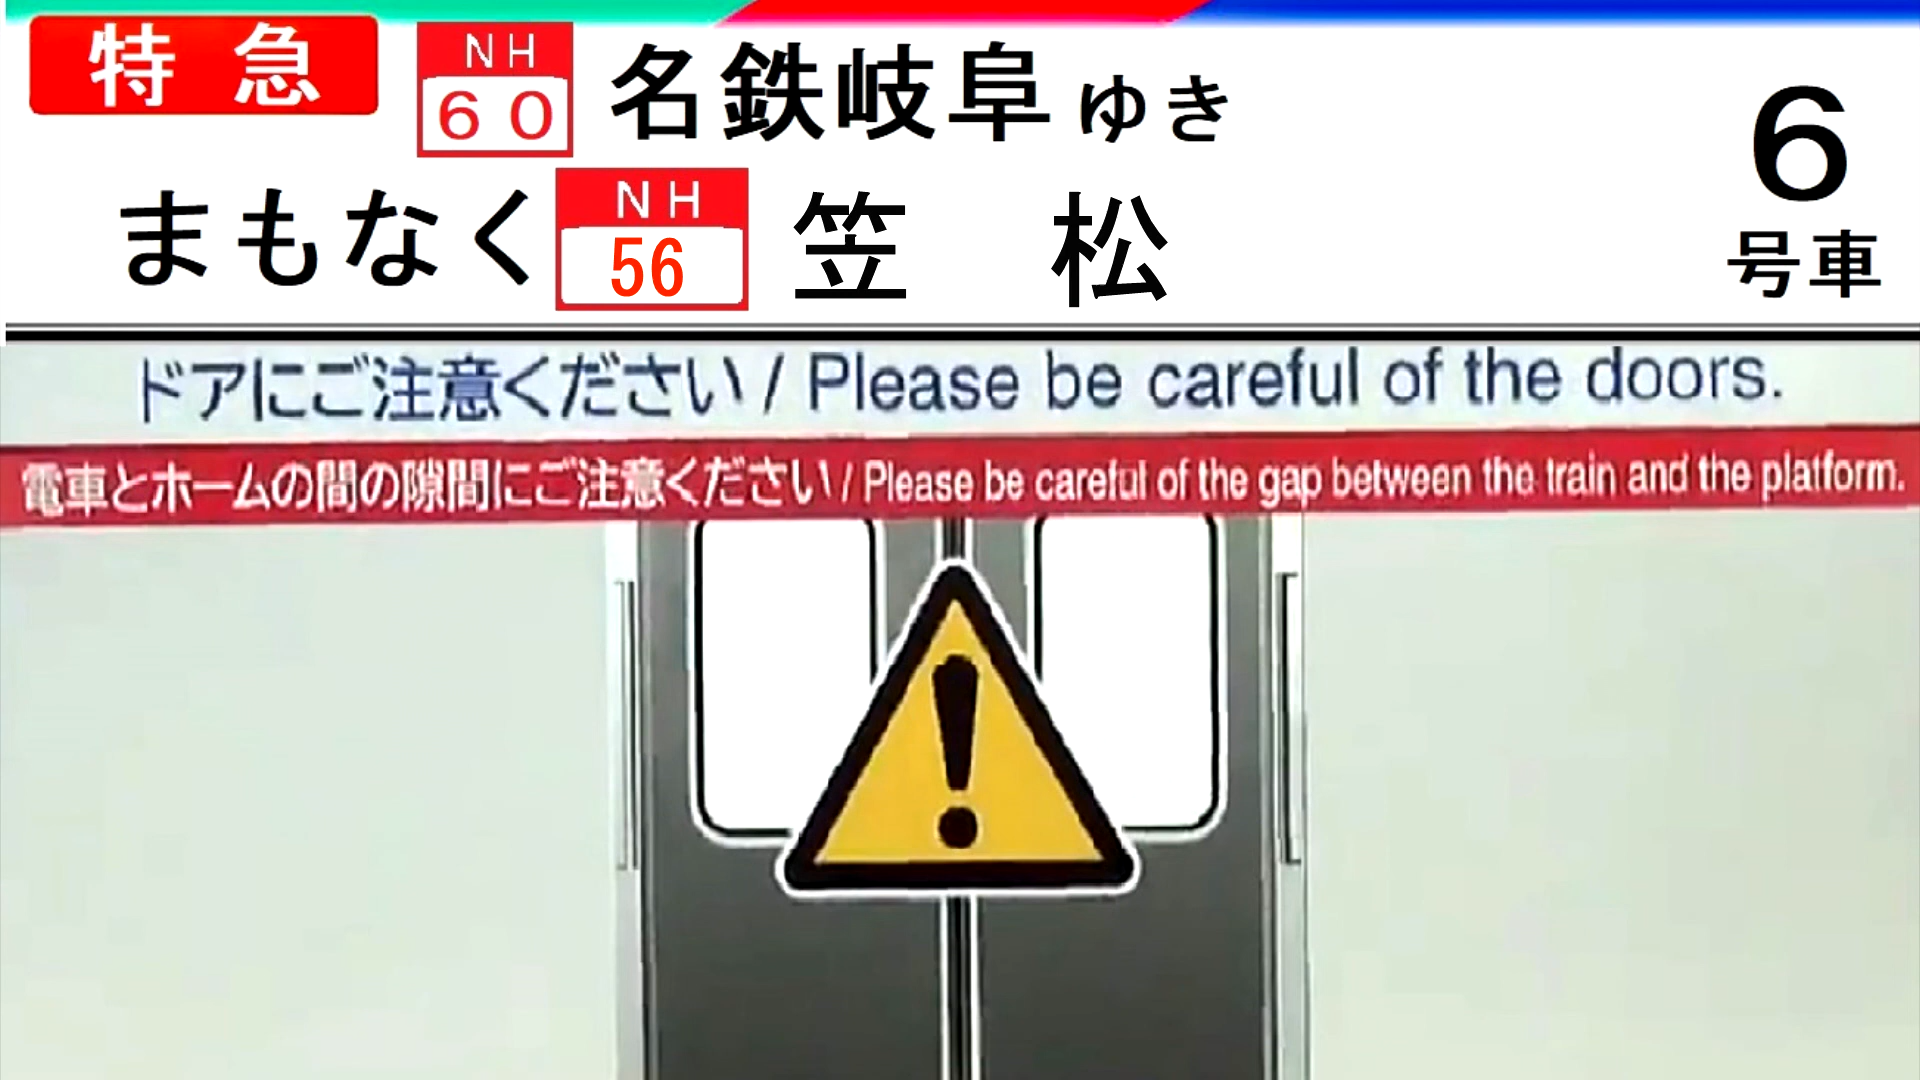 特急 NH 60 名鉄岐阜ゆき
6号車
まもなく NH 56 笠松
ドアにご注意ください / Please be careful of the doors.
電車とホームの間の隙間にご注意ください / Please be careful of the gap between the train and the platform.